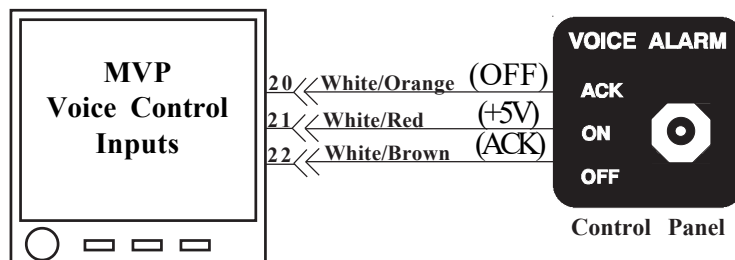 MVP
Voice Control
Inputs
20 White/Orange (OFF)
21 White/Red (+5V)
22 White/Brown (ACK)
VOICE ALARM
ACK
ON
OFF
Control Panel